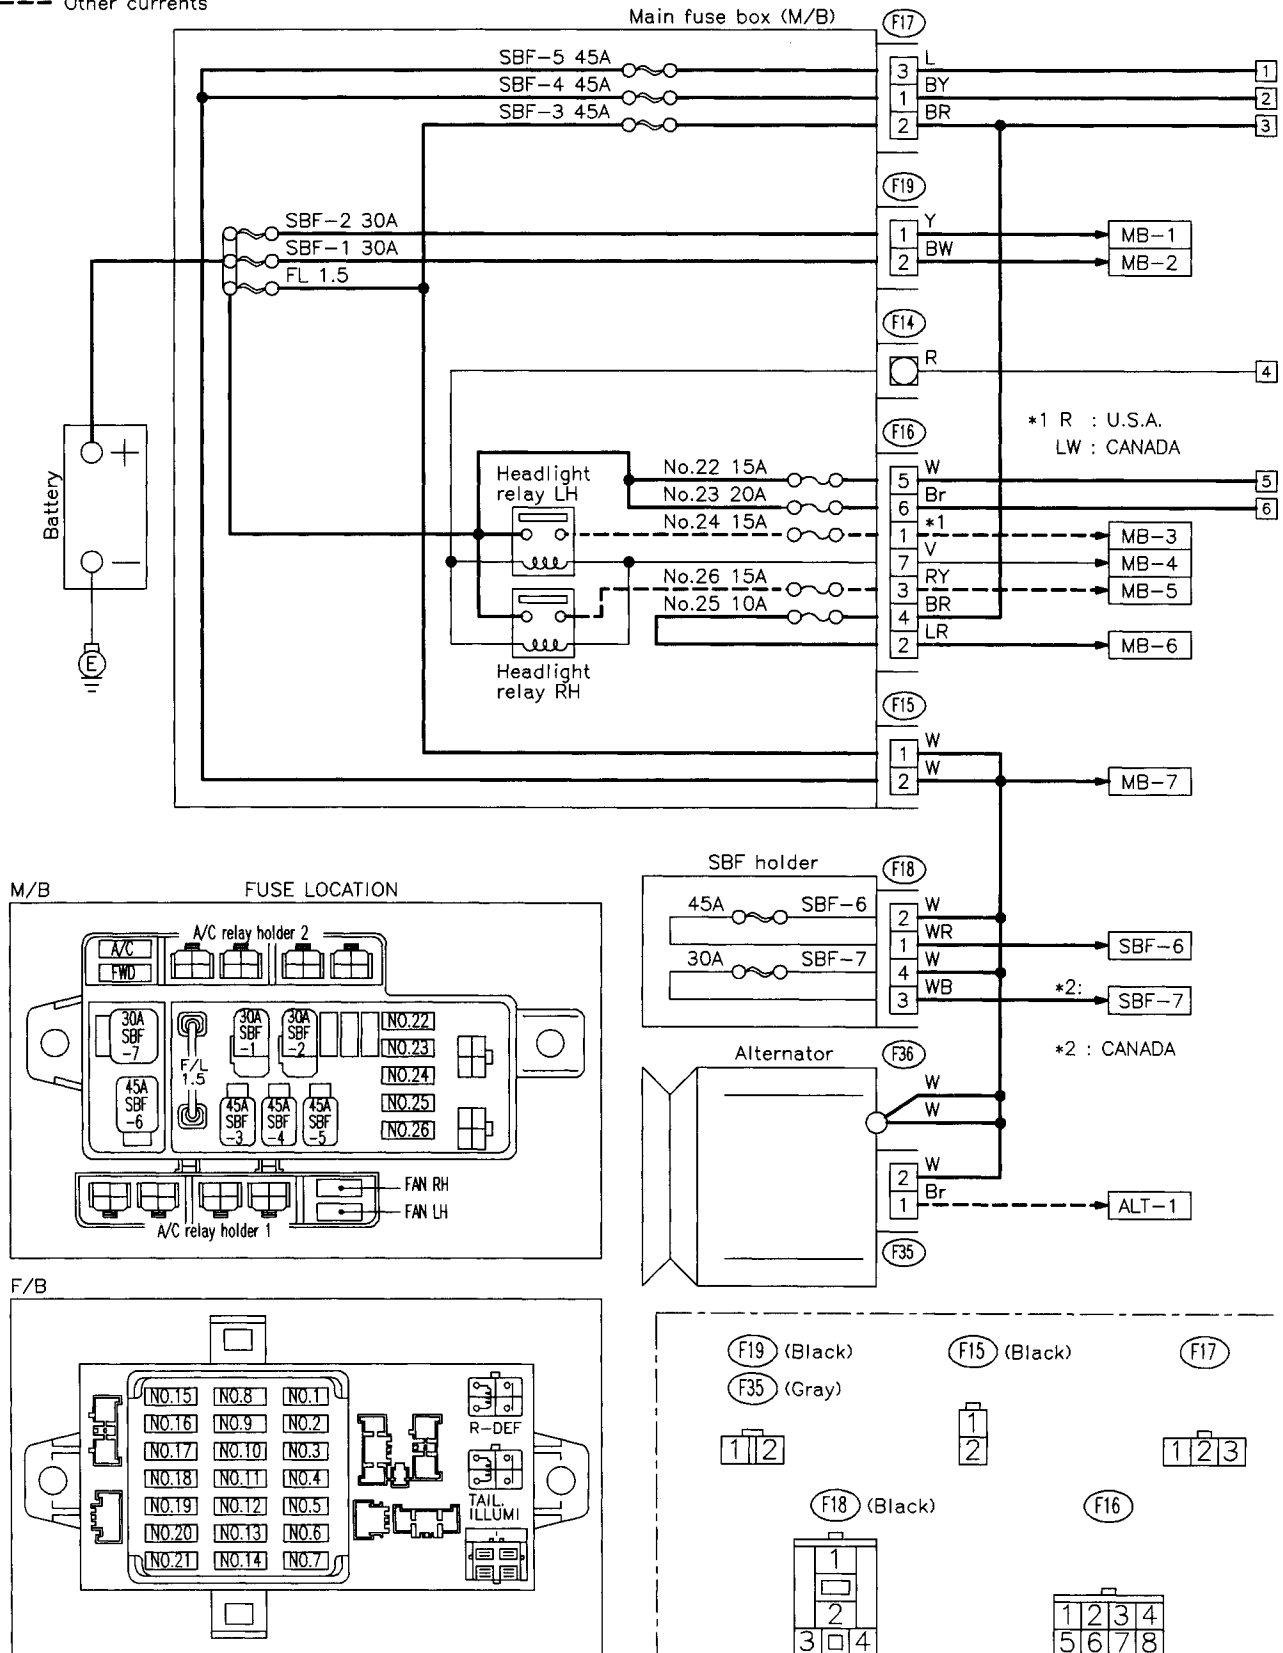 Other currents
Main fuse box (M/B)
F17
SBF-5 45A
3
L
1
SBF-4 45A
1
BY
2
SBF-3 45A
2
BR
3
F19
SBF-2 30A
1
Y
MB-1
SBF-1 30A
2
BW
MB-2
FL 1.5
F14
R
4
*1 R : U.S.A.
LW : CANADA
F16
Battery
+
−
E
Headlight
relay LH
No.22 15A
5
W
5
No.23 20A
6
Br
6
No.24 15A
1
*1
MB-3
7
V
MB-4
No.26 15A
3
RY
MB-5
No.25 10A
4
BR
2
LR
MB-6
Headlight
relay RH
F15
1
W
2
W
MB-7
SBF holder
F18
45A
SBF-6
2
W
1
WR
SBF-6
30A
SBF-7
4
W
3
WB
*2:
SBF-7
*2 : CANADA
Alternator
F36
W
W
2
W
1
Br
ALT-1
F35
M/B
FUSE LOCATION
A/C relay holder 2
A/C
FWD
30A
SBF
-7
45A
SBF
-6
F/L
1.5
30A
SBF
-1
30A
SBF
-2
45A
SBF
-3
45A
SBF
-4
45A
SBF
-5
NO.22
NO.23
NO.24
NO.25
NO.26
FAN RH
FAN LH
A/C relay holder 1
F/B
NO.15 NO.8 NO.1
NO.16 NO.9 NO.2
NO.17 NO.10 NO.3
NO.18 NO.11 NO.4
NO.19 NO.12 NO.5
NO.20 NO.13 NO.6
NO.21 NO.14 NO.7
R-DEF
TAIL.
ILLUMI
F19 (Black)
F35 (Gray)
1 2
F15 (Black)
1
2
F17
1 2 3
F18 (Black)
1
2
3 4
F16
1 2 3 4
5 6 7 8